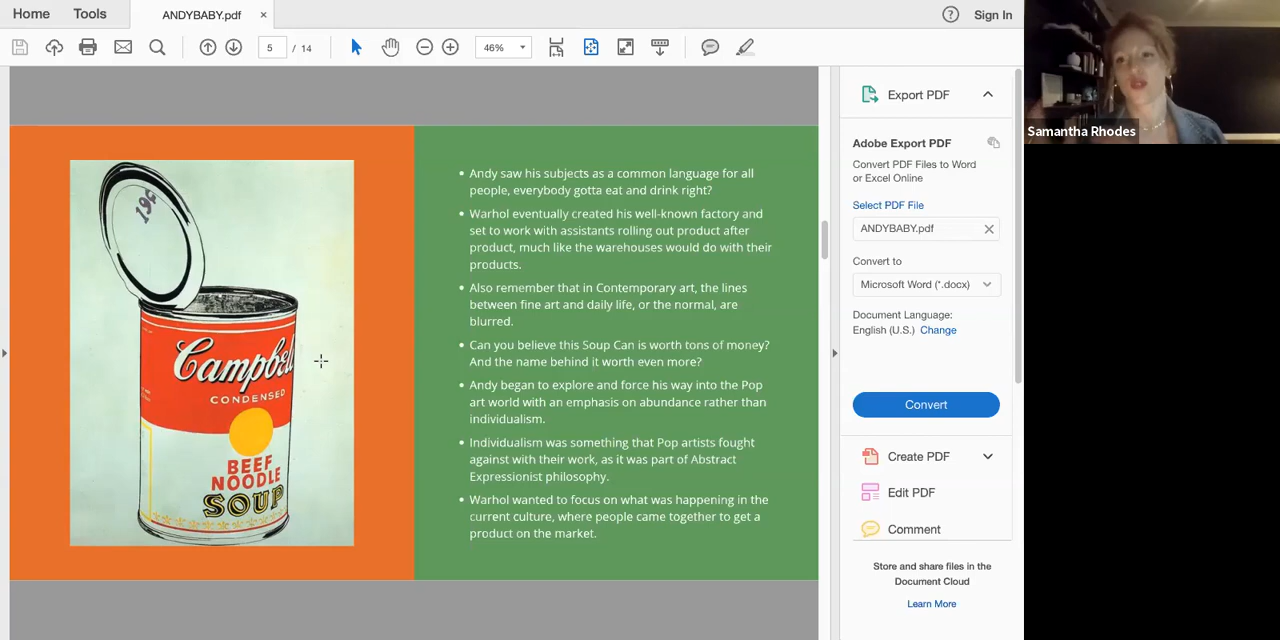 Home
Tools
ANDYBABY.pdf
×
Sign In
5
/ 14
46%
Samantha Rhodes
19¢
Campbell
CONDENSED
BEEF
NOODLE
SOUP
• Andy saw his subjects as a common language for all
people, everybody gotta eat and drink right?
• Warhol eventually created his well-known factory and
set to work with assistants rolling out product after
product, much like the warehouses would do with their
products.
• Also remember that in Contemporary art, the lines
between fine art and daily life, or the normal, are
blurred.
• Can you believe this Soup Can is worth tons of money?
And the name behind it worth even more?
• Andy began to explore and force his way into the Pop
art world with an emphasis on abundance rather than
individualism.
• Individualism was something that Pop artists fought
against with their work, as it was part of Abstract
Expressionist philosophy.
• Warhol wanted to focus on what was happening in the
current culture, where people came together to get a
product on the market.
Export PDF
Adobe Export PDF
Convert PDF Files to Word
or Excel Online
Select PDF File
ANDYBABY.pdf
Convert to
Microsoft Word (*.docx)
Document Language:
English (U.S.) Change
Convert
Create PDF
Edit PDF
Comment
Store and share files in the
Document Cloud
Learn More